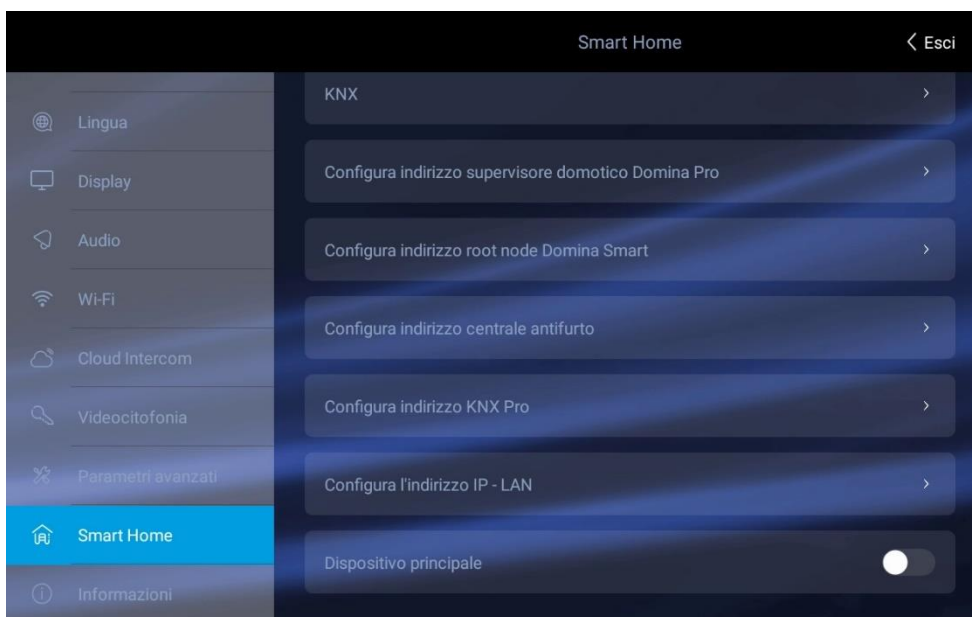 Smart Home
Esci
Lingua
Display
Audio
Wi-Fi
Cloud Intercom
Videocitofonia
Parametri avanzati
Smart Home
Informazioni
KNX
Configura indirizzo supervisore domotico Domina Pro
Configura indirizzo root node Domina Smart
Configura indirizzo centrale antifurto
Configura indirizzo KNX Pro
Configura l'indirizzo IP - LAN
Dispositivo principale